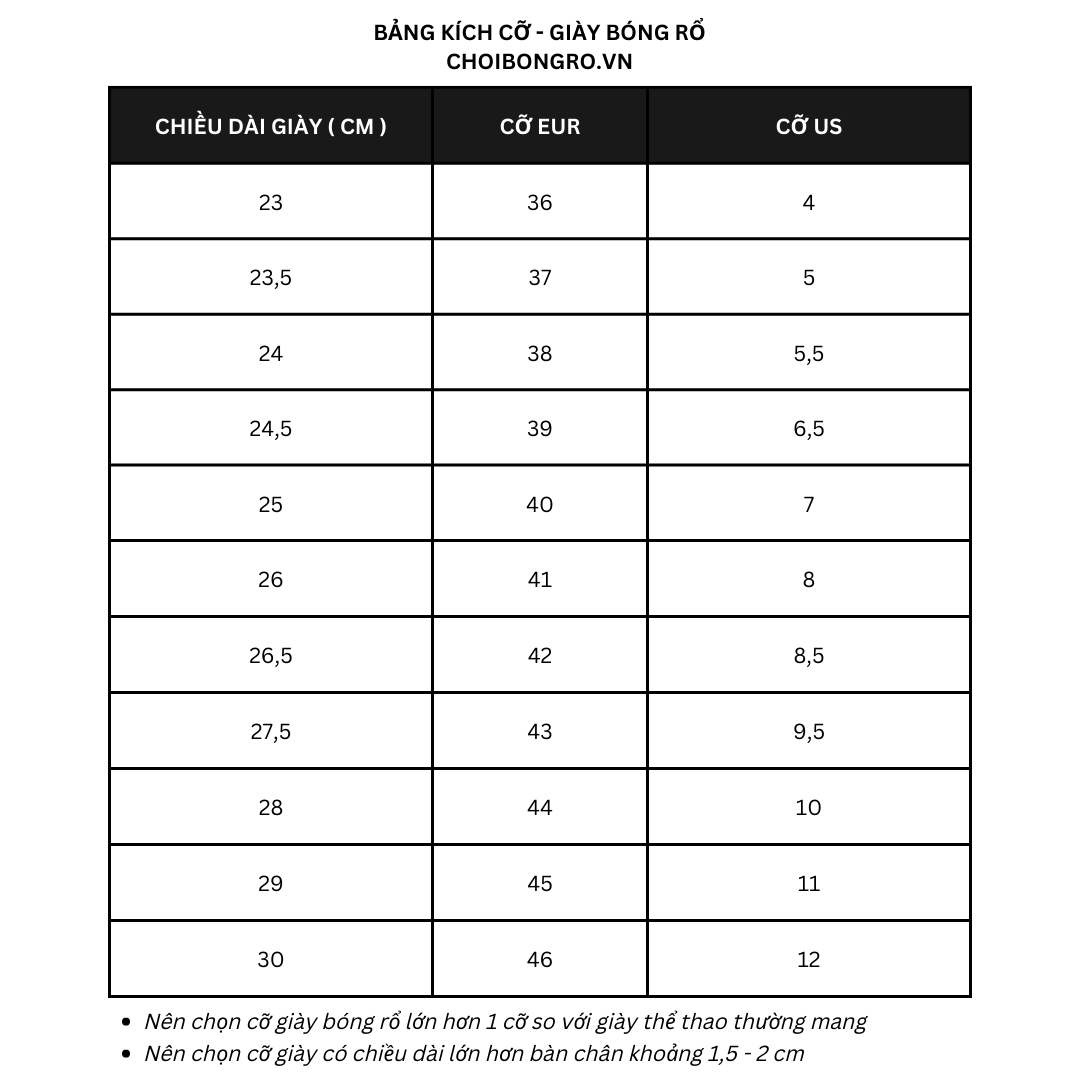 BẢNG KÍCH CỠ - GIÀY BÓNG RỔ
CHOIBONGRO.VN
CHIỀU DÀI GIÀY ( CM ) CỠ EUR CỠ US
23 36 4
23,5 37 5
24 38 5,5
24,5 39 6,5
25 40 7
26 41 8
26,5 42 8,5
27,5 43 9,5
28 44 10
29 45 11
30 46 12
• Nên chọn cỡ giày bóng rổ lớn hơn 1 cỡ so với giày thể thao thường mang
• Nên chọn cỡ giày có chiều dài lớn hơn bàn chân khoảng 1,5 - 2 cm